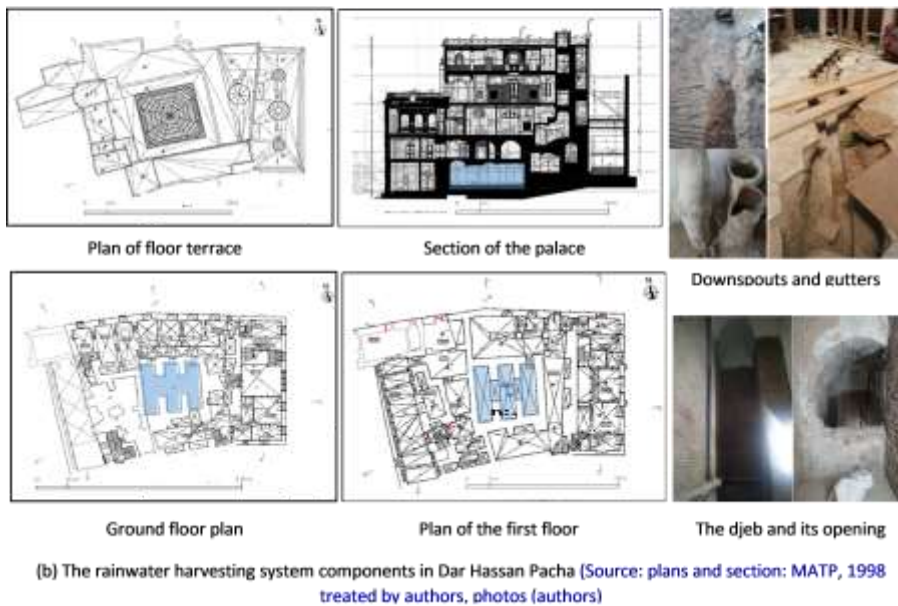 Plan of floor terrace
Section of the palace
Downspouts and gutters
Ground floor plan
Plan of the first floor
The djeb and its opening
(b) The rainwater harvesting system components in Dar Hassan Pacha (Source: plans and section: MATP, 1998
treated by authors, photos (authors)